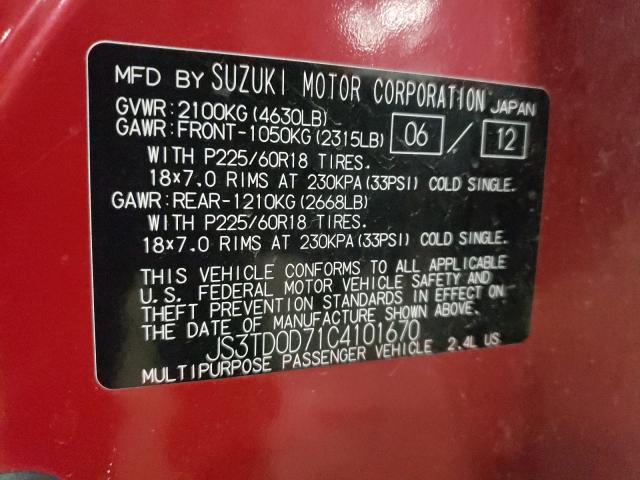 MFD BY SUZUKI MOTOR CORPORATION JAPAN
GVWR:2100KG(4630LB)
GAWR:FRONT-1050KG(2315LB) 06 / 12
WITH P225/60R18 TIRES.
18×7.0 RIMS AT 230KPA(33PSI) COLD SINGLE.
GAWR:REAR-1210KG(2668LB)
WITH P225/60R18 TIRES.
18×7.0 RIMS AT 230KPA(33PSI) COLD SINGLE.
THIS VEHICLE CONFORMS TO ALL APPLICABLE
U.S. FEDERAL MOTOR VEHICLE SAFETY AND
THEFT PREVENTION STANDARDS IN EFFECT ON
THE DATE OF MANUFACTURE SHOWN ABOVE.
JS3TD0D71C4101670
MULTIPURPOSE PASSENGER VEHICLE 2.4L US